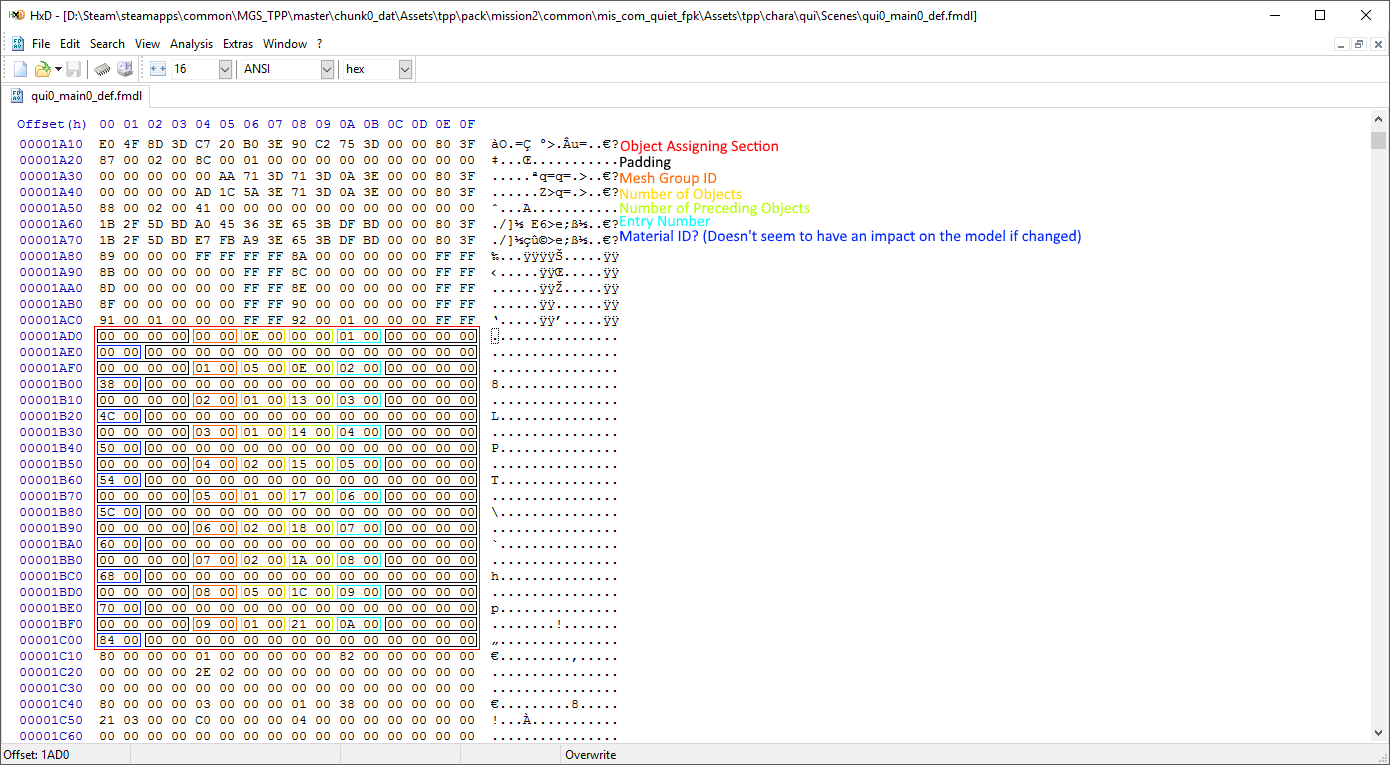 HxD - [D:\Steam\steamapps\common\MGS_TPP\master\chunk0_dat\Assets\tpp\pack\mission2\common\mis_com_quiet_fpk\Assets\tpp\chara\qui\Scenes\qui0_main0_def.fmdl]
File Edit Search View Analysis Extras Window ?
16 ANSI hex
qui0_main0_def.fmdl
Offset(h) 00 01 02 03 04 05 06 07 08 09 0A 0B 0C 0D 0E 0F
00001A10 E0 4F 8D 3D C7 20 B0 3E 90 C2 75 3D 00 00 80 3F àO.=Ç °>.Âu=..€? Object Assigning Section
00001A20 87 00 02 00 8C 00 01 00 00 00 00 00 00 00 00 00 ‡...Œ........... Padding
00001A30 00 00 00 00 00 AA 71 3D 71 3D 0A 3E 00 00 80 3F .....ªq=q=.>..€? Mesh Group ID
00001A40 00 00 00 00 AD 1C 5A 3E 71 3D 0A 3E 00 00 80 3F ......Z>q=.>..€? Number of Objects
00001A50 88 00 02 00 41 00 00 00 00 00 00 00 00 00 00 00 ˆ...A........... Number of Preceding Objects
00001A60 1B 2F 5D BD A0 45 36 3E 65 3B DF BD 00 00 80 3F ./]½ E6>e;ß½..€? Entry Number
00001A70 1B 2F 5D BD E7 FB A9 3E 65 3B DF BD 00 00 80 3F ./]½çû©>e;ß½..€? Material ID? (Doesn't seem to have an impact on the model if changed)
00001A80 89 00 00 00 FF FF FF FF 8A 00 00 00 00 00 FF FF ‰...ÿÿÿÿŠ.....ÿÿ
00001A90 8B 00 00 00 00 00 FF FF 8C 00 00 00 00 00 FF FF ‹.....ÿÿŒ.....ÿÿ
00001AA0 8D 00 00 00 00 00 FF FF 8E 00 00 00 00 00 FF FF ......ÿÿŽ.....ÿÿ
00001AB0 8F 00 00 00 00 00 FF FF 90 00 00 00 00 00 FF FF ......ÿÿ......ÿÿ
00001AC0 91 00 01 00 00 00 FF FF 92 00 01 00 00 00 FF FF ‘.....ÿÿ’.....ÿÿ
00001AD0 00 00 00 00 00 00 0E 00 00 00 01 00 00 00 00 00 ................
00001AE0 00 00 00 00 00 00 00 00 00 00 00 00 00 00 00 00 ................
00001AF0 00 00 00 00 01 00 05 00 0E 00 02 00 00 00 00 00 ................
00001B00 38 00 00 00 00 00 00 00 00 00 00 00 00 00 00 00 8...............
00001B10 00 00 00 00 02 00 01 00 13 00 03 00 00 00 00 00 ................
00001B20 4C 00 00 00 00 00 00 00 00 00 00 00 00 00 00 00 L...............
00001B30 00 00 00 00 03 00 01 00 14 00 04 00 00 00 00 00 ................
00001B40 50 00 00 00 00 00 00 00 00 00 00 00 00 00 00 00 P...............
00001B50 00 00 00 00 04 00 02 00 15 00 05 00 00 00 00 00 ................
00001B60 54 00 00 00 00 00 00 00 00 00 00 00 00 00 00 00 T...............
00001B70 00 00 00 00 05 00 01 00 17 00 06 00 00 00 00 00 ................
00001B80 5C 00 00 00 00 00 00 00 00 00 00 00 00 00 00 00 \...............
00001B90 00 00 00 00 06 00 02 00 18 00 07 00 00 00 00 00 ................
00001BA0 60 00 00 00 00 00 00 00 00 00 00 00 00 00 00 00 `...............
00001BB0 00 00 00 00 07 00 02 00 1A 00 08 00 00 00 00 00 ................
00001BC0 68 00 00 00 00 00 00 00 00 00 00 00 00 00 00 00 h...............
00001BD0 00 00 00 00 08 00 05 00 1C 00 09 00 00 00 00 00 ................
00001BE0 70 00 00 00 00 00 00 00 00 00 00 00 00 00 00 00 p...............
00001BF0 00 00 00 00 09 00 01 00 21 00 0A 00 00 00 00 00 ........!.......
00001C00 84 00 00 00 00 00 00 00 00 00 00 00 00 00 00 00 „...............
00001C10 80 00 00 00 01 00 00 00 00 00 82 00 00 00 00 00 €.........‚.....
00001C20 00 00 00 00 2E 02 00 00 00 00 00 00 00 00 00 00 ................
00001C30 00 00 00 00 00 00 00 00 00 00 00 00 00 00 00 00 ................
00001C40 80 00 00 00 03 00 00 00 01 00 38 00 00 00 00 00 €.........8.....
00001C50 21 03 00 00 C0 00 00 00 04 00 00 00 00 00 00 00 !...À...........
00001C60 00 00 00 00 00 00 00 00 00 00 00 00 00 00 00 00 ................
Offset: 1AD0 Overwrite